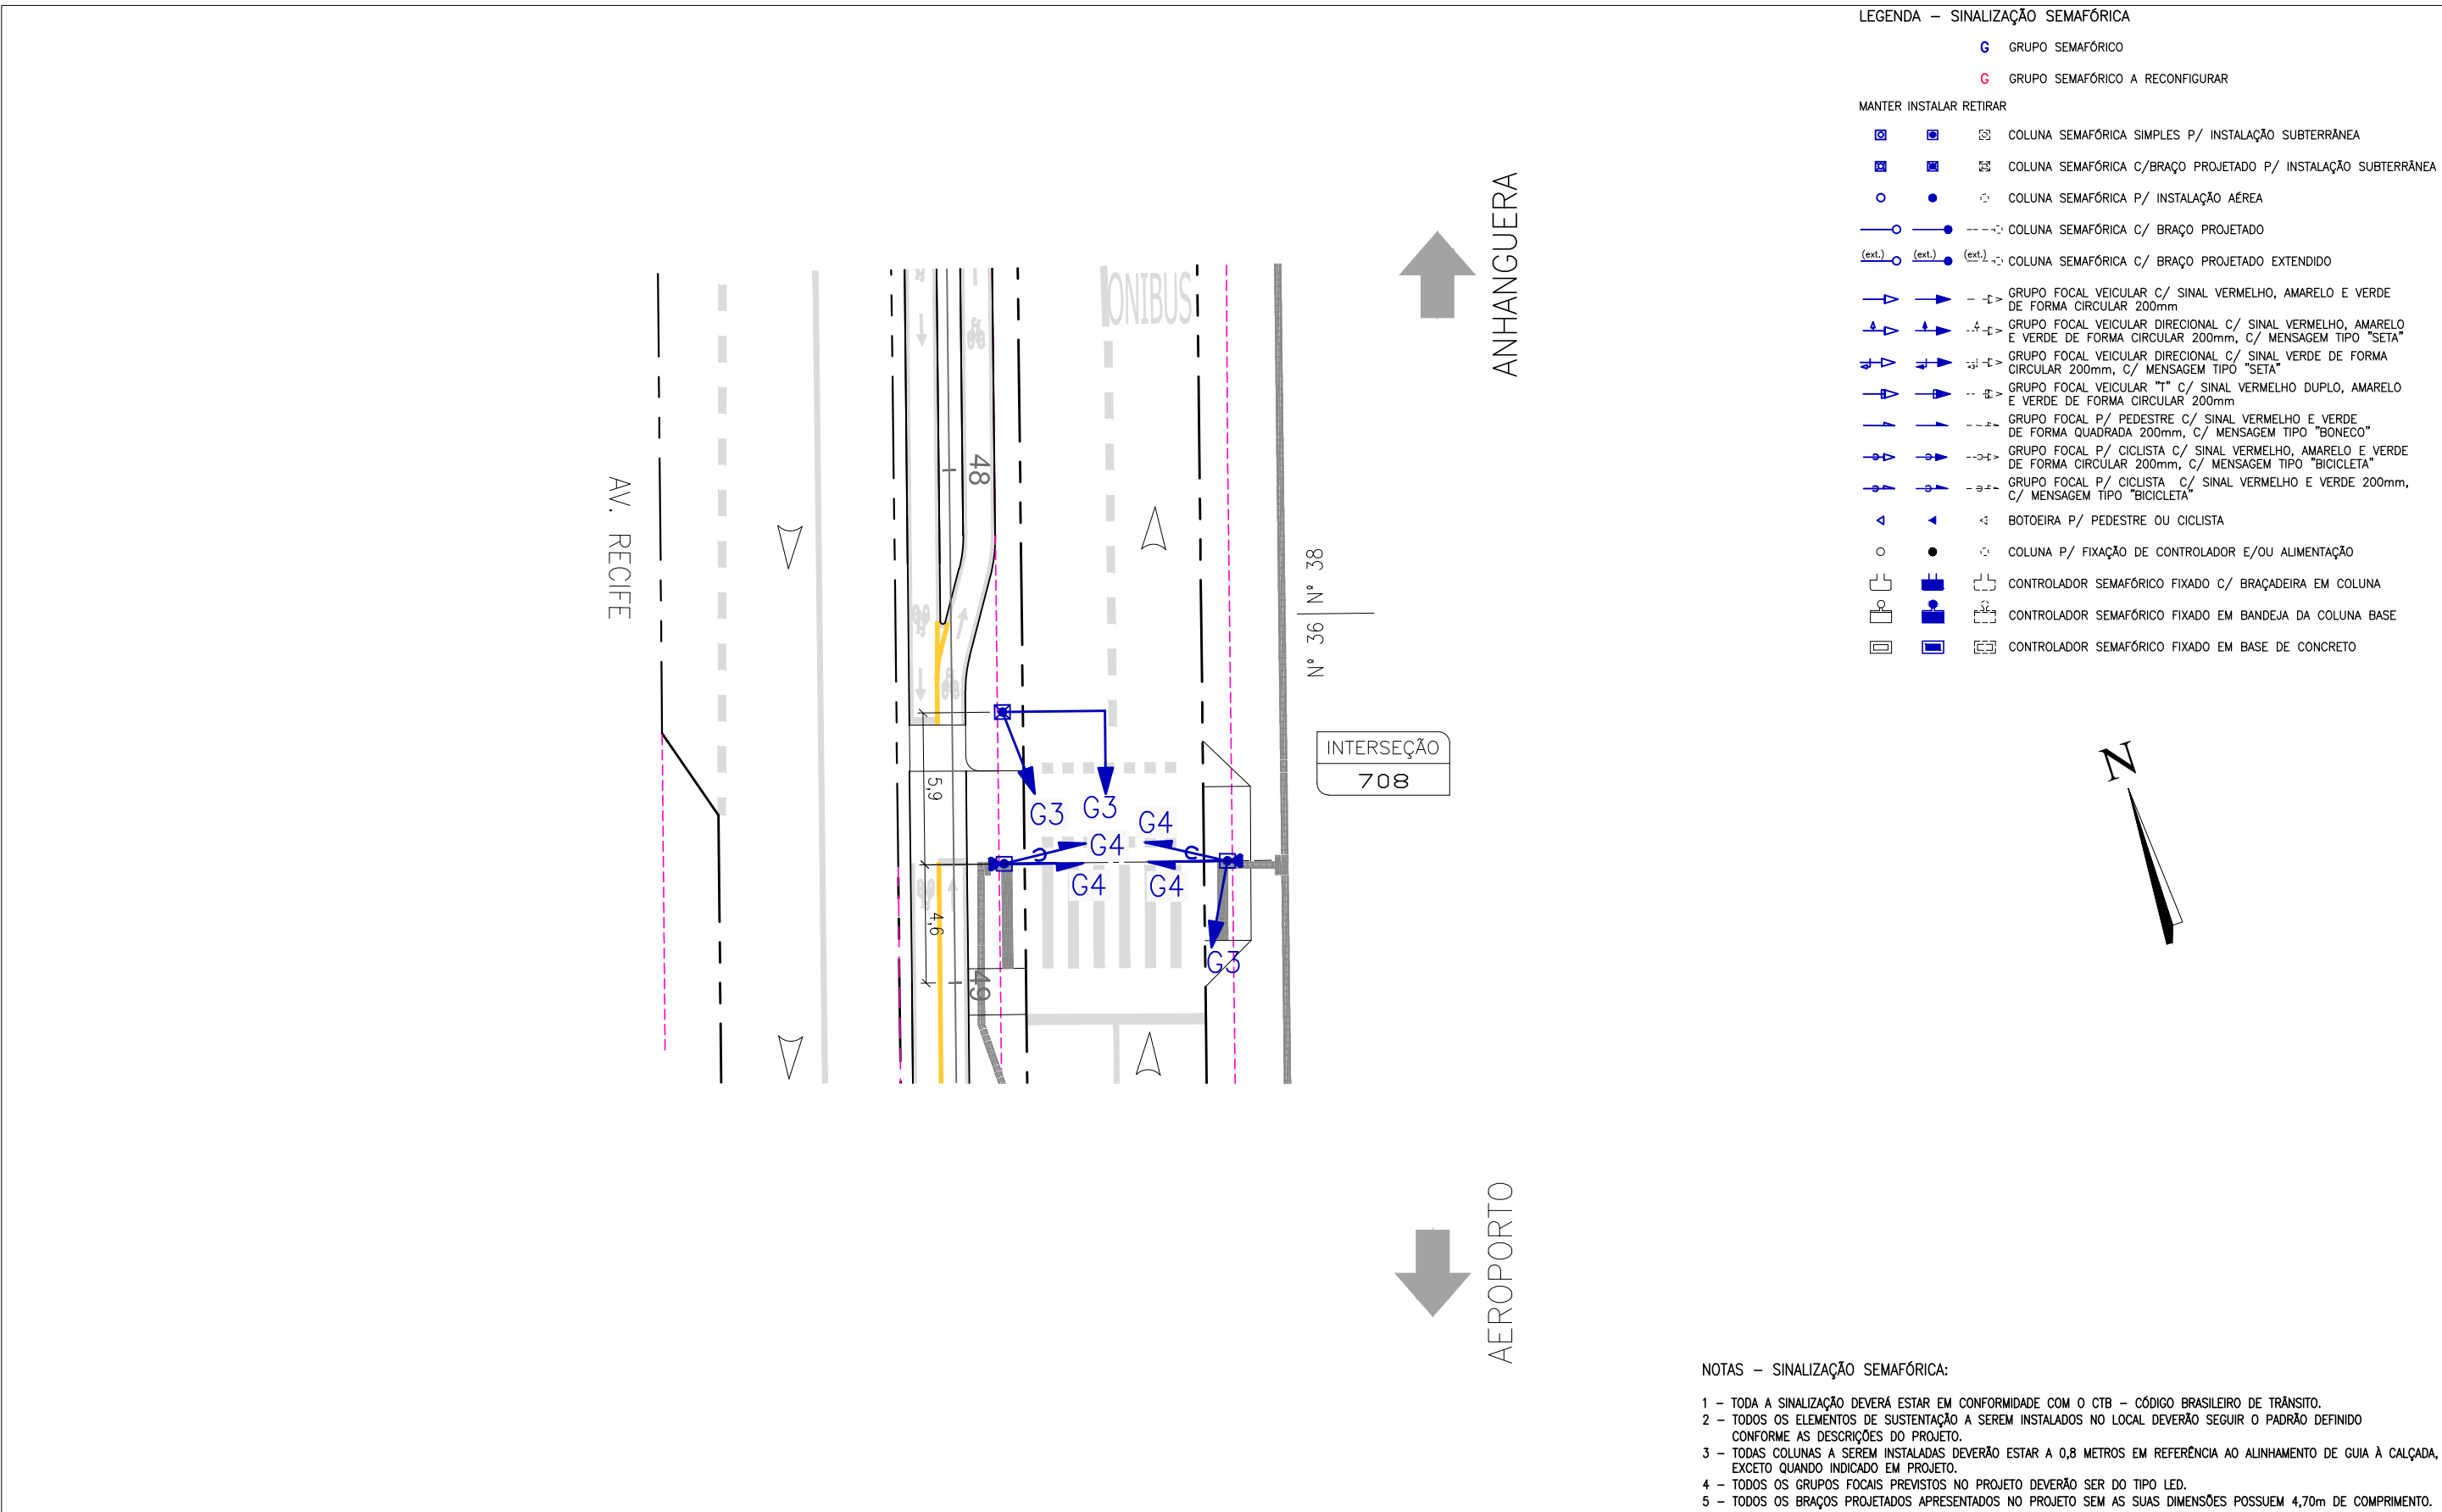 LEGENDA – SINALIZAÇÃO SEMAFÓRICA
G GRUPO SEMAFÓRICO
G GRUPO SEMAFÓRICO A RECONFIGURAR
MANTER INSTALAR RETIRAR
COLUNA SEMAFÓRICA SIMPLES P/ INSTALAÇÃO SUBTERRÂNEA
COLUNA SEMAFÓRICA C/BRAÇO PROJETADO P/ INSTALAÇÃO SUBTERRÂNEA
COLUNA SEMAFÓRICA P/ INSTALAÇÃO AÉREA
COLUNA SEMAFÓRICA C/ BRAÇO PROJETADO
(ext.) (ext.) (ext.) COLUNA SEMAFÓRICA C/ BRAÇO PROJETADO EXTENDIDO
GRUPO FOCAL VEICULAR C/ SINAL VERMELHO, AMARELO E VERDE
DE FORMA CIRCULAR 200mm
GRUPO FOCAL VEICULAR DIRECIONAL C/ SINAL VERMELHO, AMARELO
E VERDE DE FORMA CIRCULAR 200mm, C/ MENSAGEM TIPO "SETA"
GRUPO FOCAL VEICULAR DIRECIONAL C/ SINAL VERDE DE FORMA
CIRCULAR 200mm, C/ MENSAGEM TIPO "SETA"
GRUPO FOCAL VEICULAR "T" C/ SINAL VERMELHO DUPLO, AMARELO
E VERDE DE FORMA CIRCULAR 200mm
GRUPO FOCAL P/ PEDESTRE C/ SINAL VERMELHO E VERDE
DE FORMA QUADRADA 200mm, C/ MENSAGEM TIPO "BONECO"
GRUPO FOCAL P/ CICLISTA C/ SINAL VERMELHO, AMARELO E VERDE
DE FORMA CIRCULAR 200mm, C/ MENSAGEM TIPO "BICICLETA"
GRUPO FOCAL P/ CICLISTA C/ SINAL VERMELHO E VERDE 200mm,
C/ MENSAGEM TIPO "BICICLETA"
BOTOEIRA P/ PEDESTRE OU CICLISTA
COLUNA P/ FIXAÇÃO DE CONTROLADOR E/OU ALIMENTAÇÃO
CONTROLADOR SEMAFÓRICO FIXADO C/ BRAÇADEIRA EM COLUNA
CONTROLADOR SEMAFÓRICO FIXADO EM BANDEJA DA COLUNA BASE
CONTROLADOR SEMAFÓRICO FIXADO EM BASE DE CONCRETO
ANHANGUERA
ONIBUS
48
AV. RECIFE
Nº 38
Nº 36
INTERSEÇÃO
708
N
5,9
G3
G3
G4
G4
G4
G4
4,6
G3
49
AEROPORTO
NOTAS – SINALIZAÇÃO SEMAFÓRICA:
1 – TODA A SINALIZAÇÃO DEVERÁ ESTAR EM CONFORMIDADE COM O CTB – CÓDIGO BRASILEIRO DE TRÂNSITO.
2 – TODOS OS ELEMENTOS DE SUSTENTAÇÃO A SEREM INSTALADOS NO LOCAL DEVERÃO SEGUIR O PADRÃO DEFINIDO
CONFORME AS DESCRIÇÕES DO PROJETO.
3 – TODAS COLUNAS A SEREM INSTALADAS DEVERÃO ESTAR A 0,8 METROS EM REFERÊNCIA AO ALINHAMENTO DE GUIA À CALÇADA,
EXCETO QUANDO INDICADO EM PROJETO.
4 – TODOS OS GRUPOS FOCAIS PREVISTOS NO PROJETO DEVERÃO SER DO TIPO LED.
5 – TODOS OS BRAÇOS PROJETADOS APRESENTADOS NO PROJETO SEM AS SUAS DIMENSÕES POSSUEM 4,70m DE COMPRIMENTO.